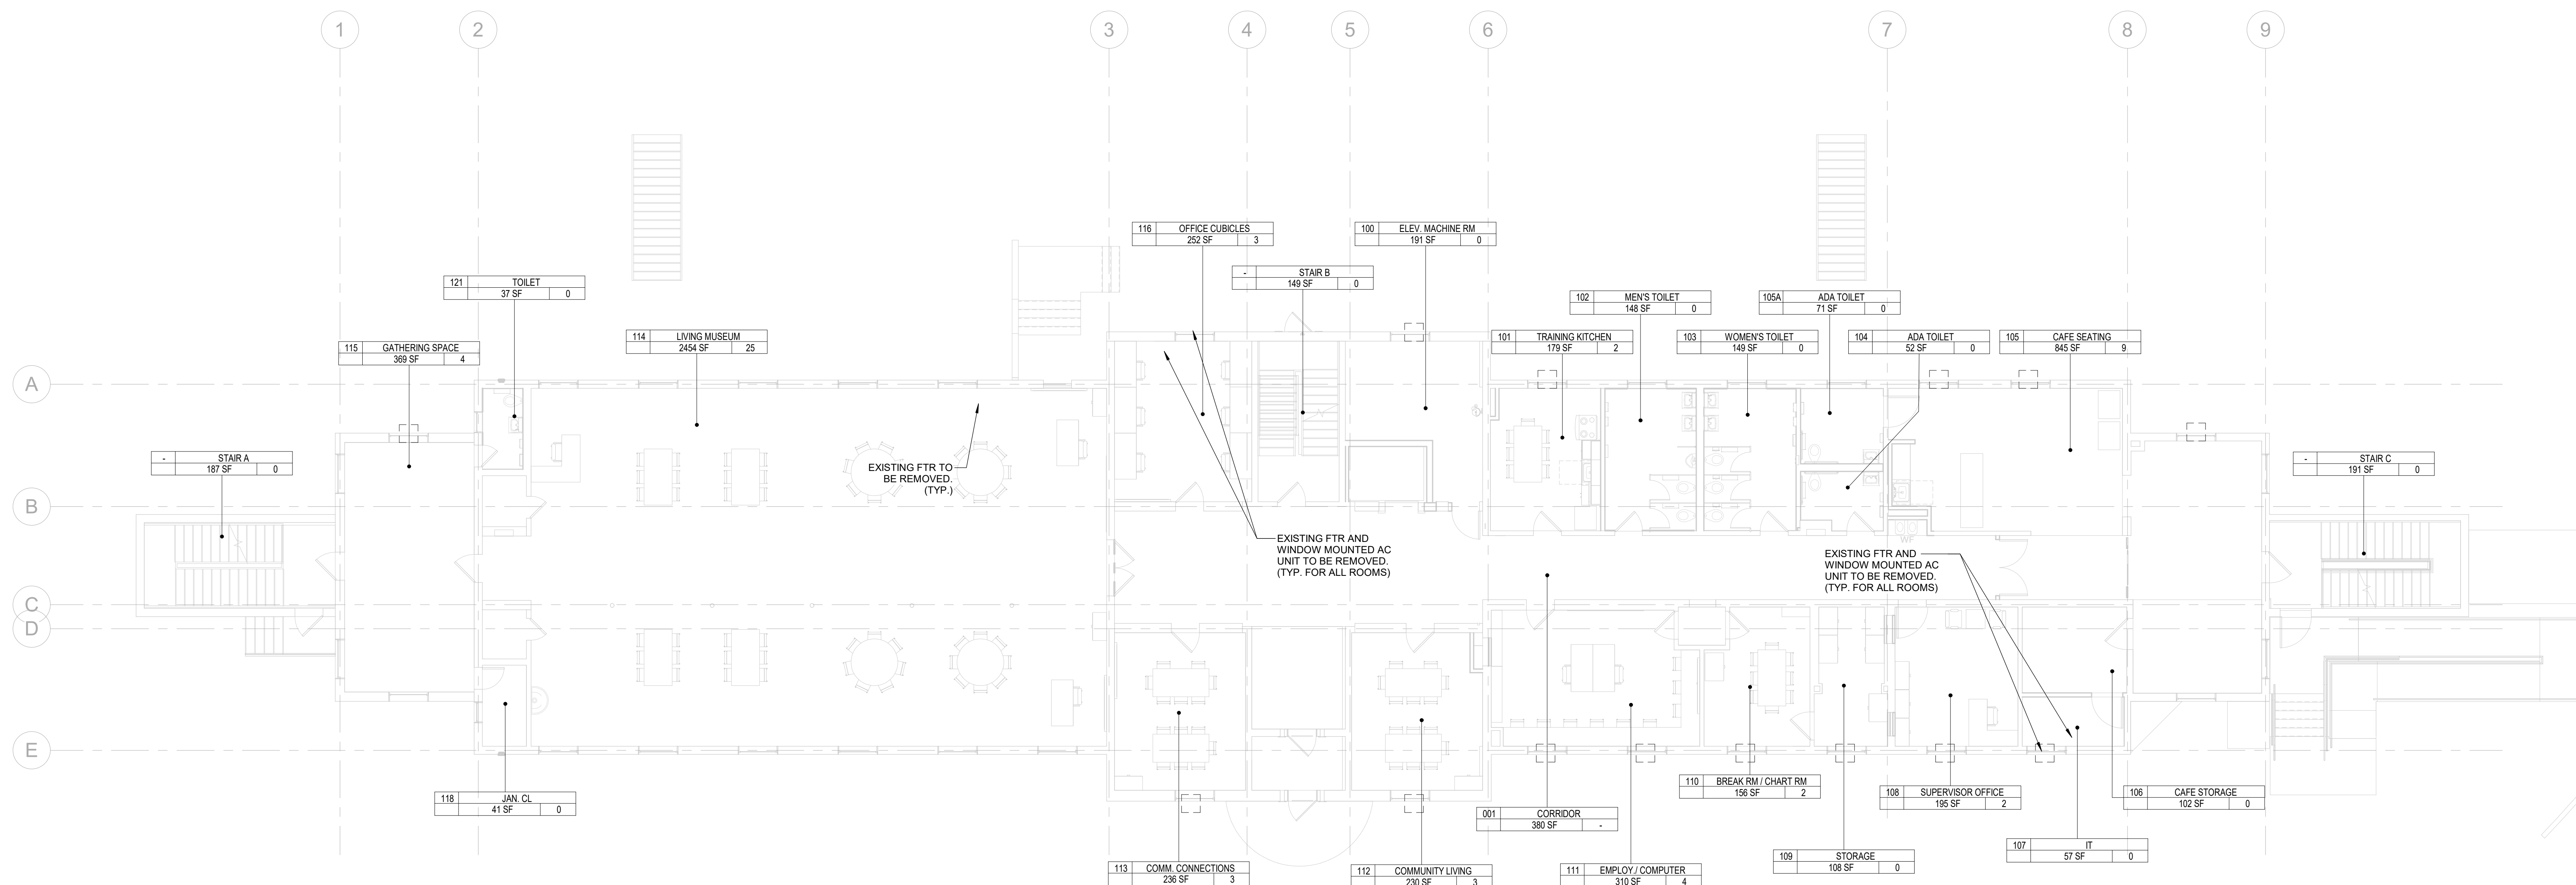 1 2 3 4 5 6 7 8 9
116 OFFICE CUBICLES
252 SF 3
100 ELEV. MACHINE RM
191 SF 0
- STAIR B
149 SF 0
121 TOILET
37 SF 0
102 MEN'S TOILET
148 SF 0
105A ADA TOILET
71 SF 0
115 GATHERING SPACE
369 SF 4
114 LIVING MUSEUM
2454 SF 25
101 TRAINING KITCHEN
179 SF 2
103 WOMEN'S TOILET
149 SF 0
104 ADA TOILET
52 SF 0
105 CAFE SEATING
845 SF 9
A
- STAIR A
187 SF 0
EXISTING FTR TO
BE REMOVED.
(TYP.)
- STAIR C
191 SF 0
B
EXISTING FTR AND
WINDOW MOUNTED AC
UNIT TO BE REMOVED.
(TYP. FOR ALL ROOMS)
WF
EXISTING FTR AND
WINDOW MOUNTED AC
UNIT TO BE REMOVED.
(TYP. FOR ALL ROOMS)
C
D
E
118 JAN. CL
41 SF 0
110 BREAK RM / CHART RM
156 SF 2
108 SUPERVISOR OFFICE
195 SF 2
106 CAFE STORAGE
102 SF 0
001 CORRIDOR
380 SF -
107 IT
57 SF 0
109 STORAGE
108 SF 0
113 COMM. CONNECTIONS
236 SF 3
112 COMMUNITY LIVING
230 SF 3
111 EMPLOY./ COMPUTER
310 SF 4